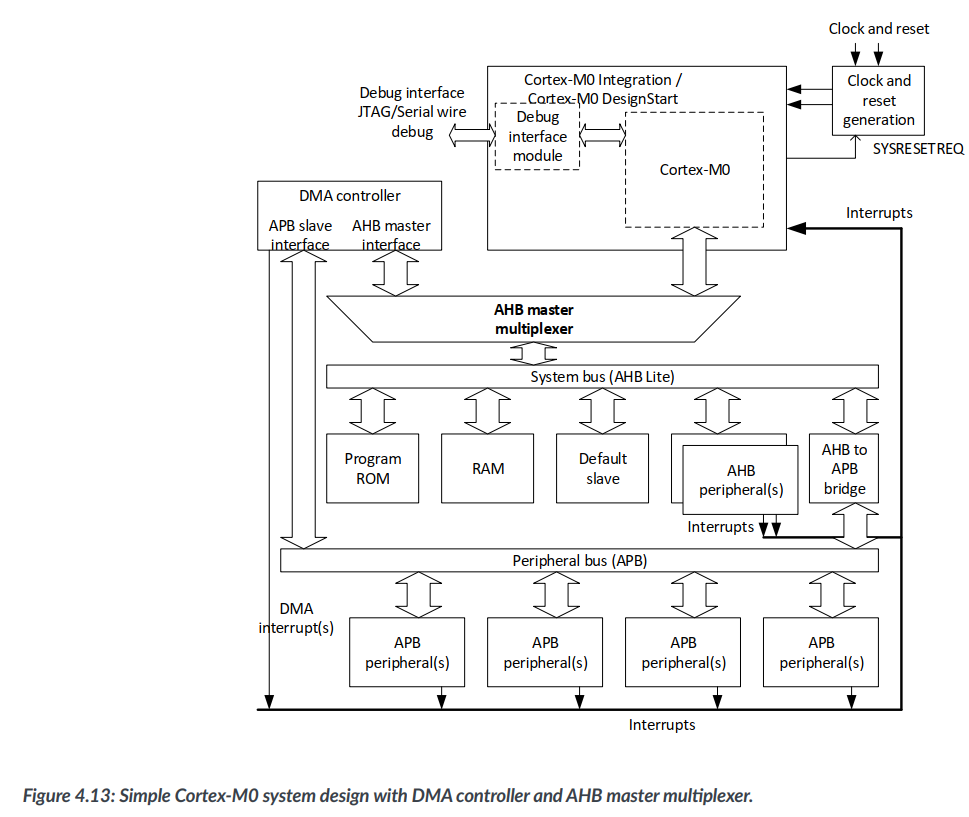 Clock and reset
Cortex-M0 Integration /
Cortex-M0 DesignStart
Clock and
reset
generation
Debug interface
JTAG/Serial wire
debug
Debug
interface
module
Cortex-M0
SYSRESETREQ
DMA controller
APB slave
interface
AHB master
interface
Interrupts
AHB master
multiplexer
System bus (AHB Lite)
Program
ROM
RAM
Default
slave
AHB
peripheral(s)
AHB to
APB
bridge
Interrupts
Peripheral bus (APB)
DMA
interrupt(s)
APB
peripheral(s)
APB
peripheral(s)
APB
peripheral(s)
APB
peripheral(s)
Interrupts
Figure 4.13: Simple Cortex-M0 system design with DMA controller and AHB master multiplexer.